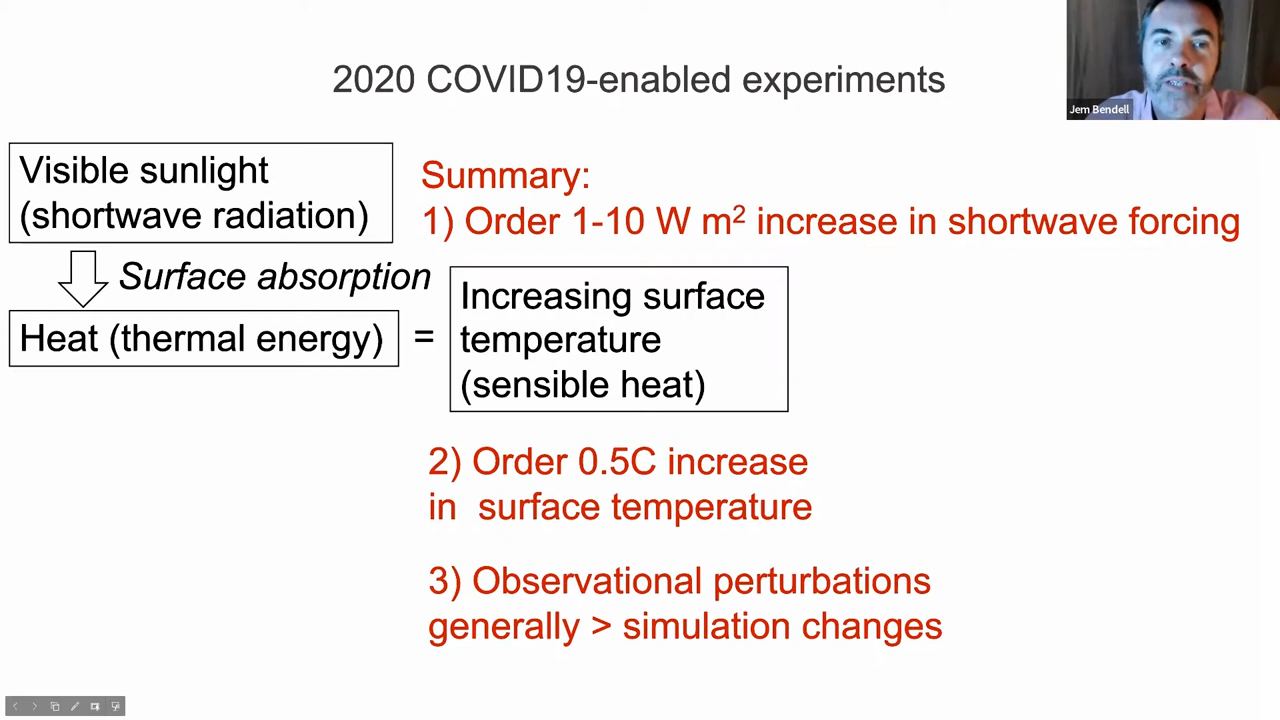 2020 COVID19-enabled experiments
Jem Bendell
Visible sunlight
(shortwave radiation)
Summary:
1) Order 1-10 W m² increase in shortwave forcing
Surface absorption
Heat (thermal energy)
=
Increasing surface
temperature
(sensible heat)
2) Order 0.5C increase
in surface temperature
3) Observational perturbations
generally > simulation changes